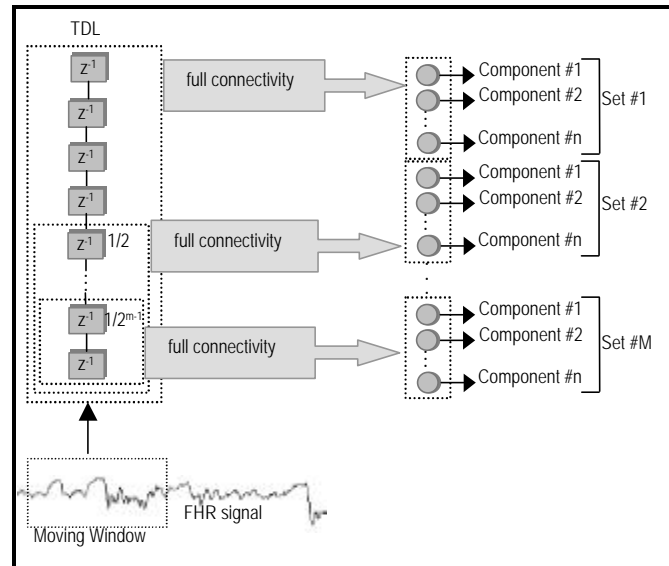 TDL
Z-1
Z-1
Z-1
Z-1
Z-1 1/2
Z-1 1/2m-1
Z-1
full connectivity
full connectivity
full connectivity
Component #1
Component #2
Component #n
Set #1
Component #1
Component #2
Component #n
Set #2
Component #1
Component #2
Component #n
Set #M
FHR signal
Moving Window